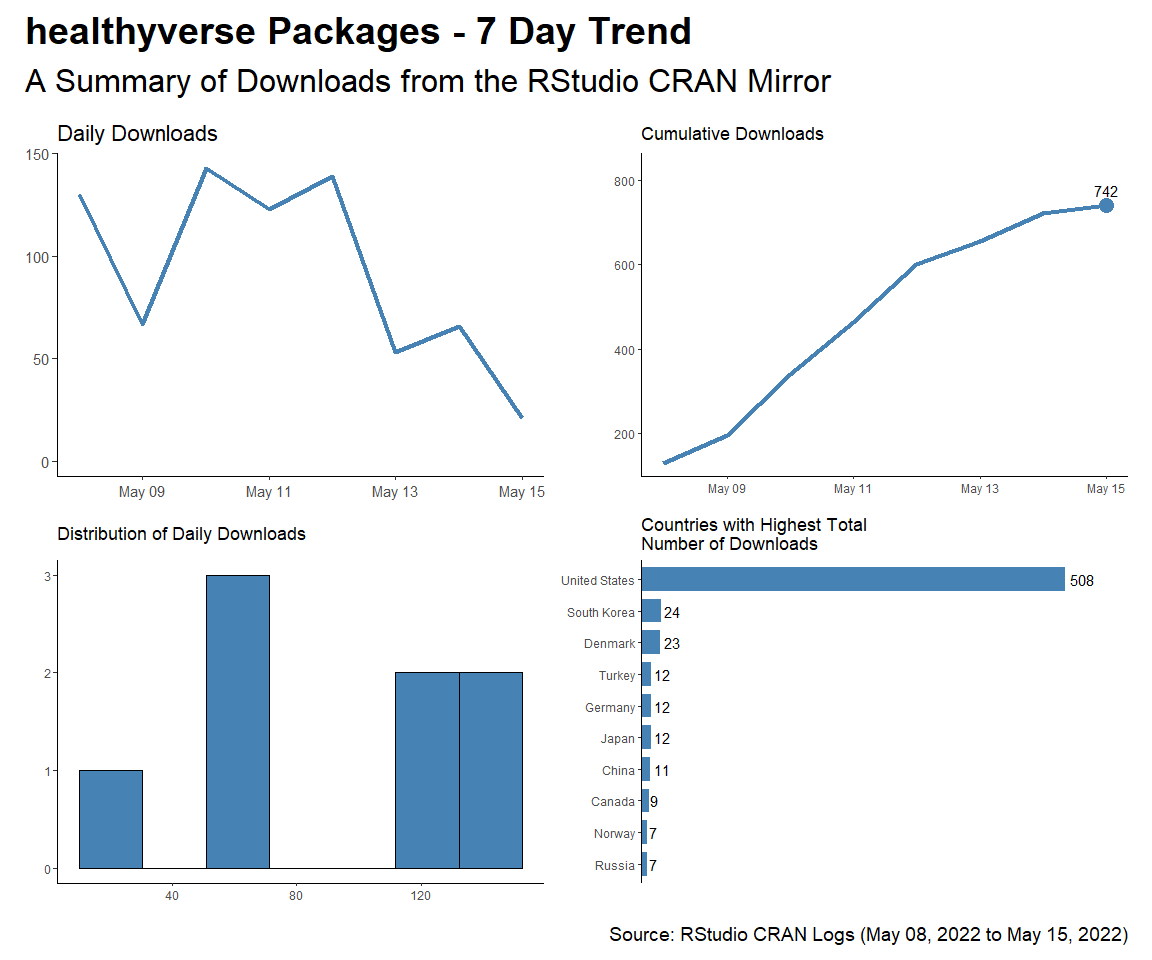 healthyverse Packages - 7 Day Trend
A Summary of Downloads from the RStudio CRAN Mirror
Daily Downloads
150
100
50
0
May 09 May 11 May 13 May 15
Cumulative Downloads
800
600
400
200
742
May 09 May 11 May 13 May 15
Distribution of Daily Downloads
3
2
1
0
40 80 120
Countries with Highest Total
Number of Downloads
United States 508
South Korea 24
Denmark 23
Turkey 12
Germany 12
Japan 12
China 11
Canada 9
Norway 7
Russia 7
Source: RStudio CRAN Logs (May 08, 2022 to May 15, 2022)